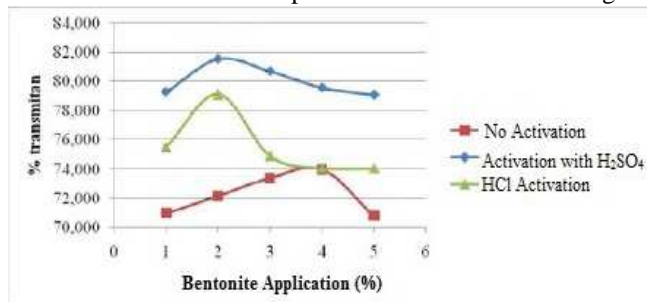 84,000
82,000
80,000
78,000
76,000
74,000
72,000
70,000
% transmitan
0 1 2 3 4 5 6
Bentonite Application (%)
No Activation
Activation with H₂SO₄
HCl Activation